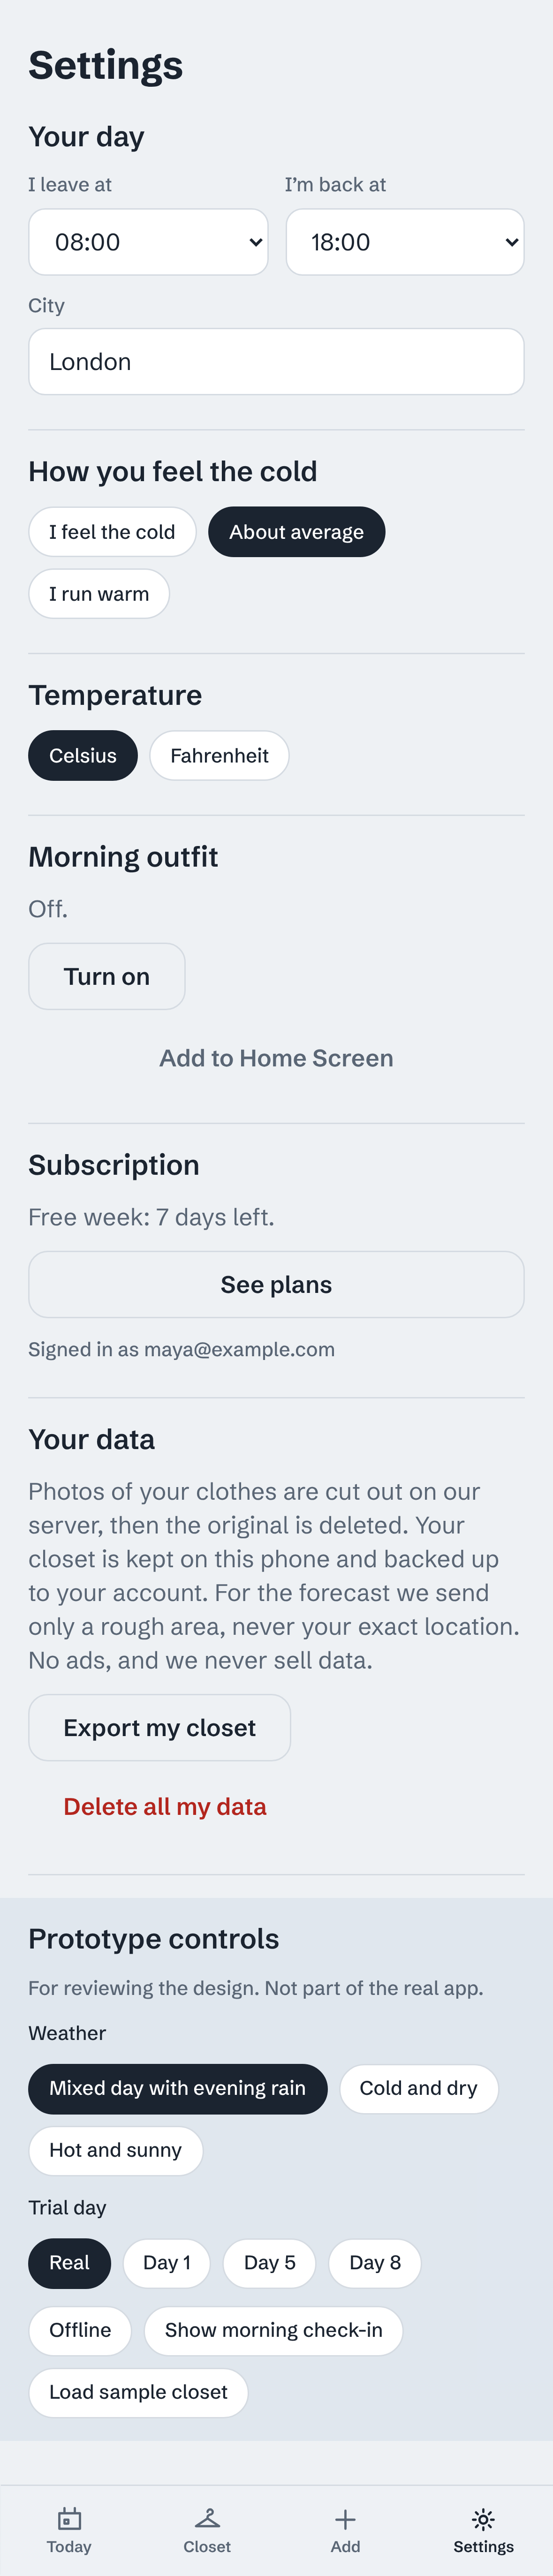 Settings
Your day
I leave at
I’m back at
08:00
18:00
City
London
How you feel the cold
I feel the cold
About average
I run warm
Temperature
Celsius
Fahrenheit
Morning outfit
Off.
Turn on
Add to Home Screen
Subscription
Free week: 7 days left.
See plans
Signed in as maya@example.com
Your data
Photos of your clothes are cut out on our
server, then the original is deleted. Your
closet is kept on this phone and backed up
to your account. For the forecast we send
only a rough area, never your exact location.
No ads, and we never sell data.
Export my closet
Delete all my data
Prototype controls
For reviewing the design. Not part of the real app.
Weather
Mixed day with evening rain
Cold and dry
Hot and sunny
Trial day
Real
Day 1
Day 5
Day 8
Offline
Show morning check-in
Load sample closet
Today
Closet
Add
Settings